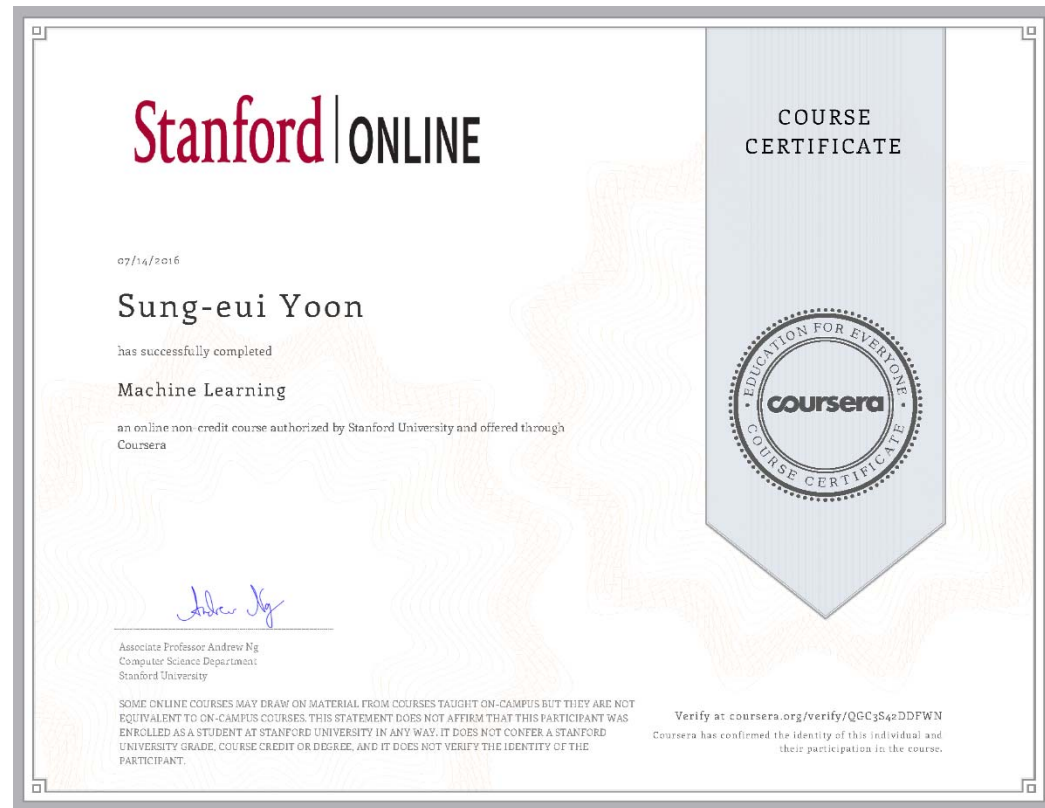 Stanford | ONLINE
COURSE
CERTIFICATE
07/14/2016
Sung-eui Yoon
has successfully completed
Machine Learning
an online non-credit course authorized by Stanford University and offered through
Coursera
EDUCATION FOR EVERYONE
coursera
COURSE CERTIFICATE
Andrew Ng
Associate Professor Andrew Ng
Computer Science Department
Stanford University
SOME ONLINE COURSES MAY DRAW ON MATERIAL FROM COURSES TAUGHT ON-CAMPUS BUT THEY ARE NOT
EQUIVALENT TO ON-CAMPUS COURSES. THIS STATEMENT DOES NOT AFFIRM THAT THIS PARTICIPANT WAS
ENROLLED AS A STUDENT AT STANFORD UNIVERSITY IN ANY WAY. IT DOES NOT CONFER A STANFORD
UNIVERSITY GRADE, COURSE CREDIT OR DEGREE, AND IT DOES NOT VERIFY THE IDENTITY OF THE
PARTICIPANT.
Verify at coursera.org/verify/QGC3S42DDFWN
Coursera has confirmed the identity of this individual and
their participation in the course.